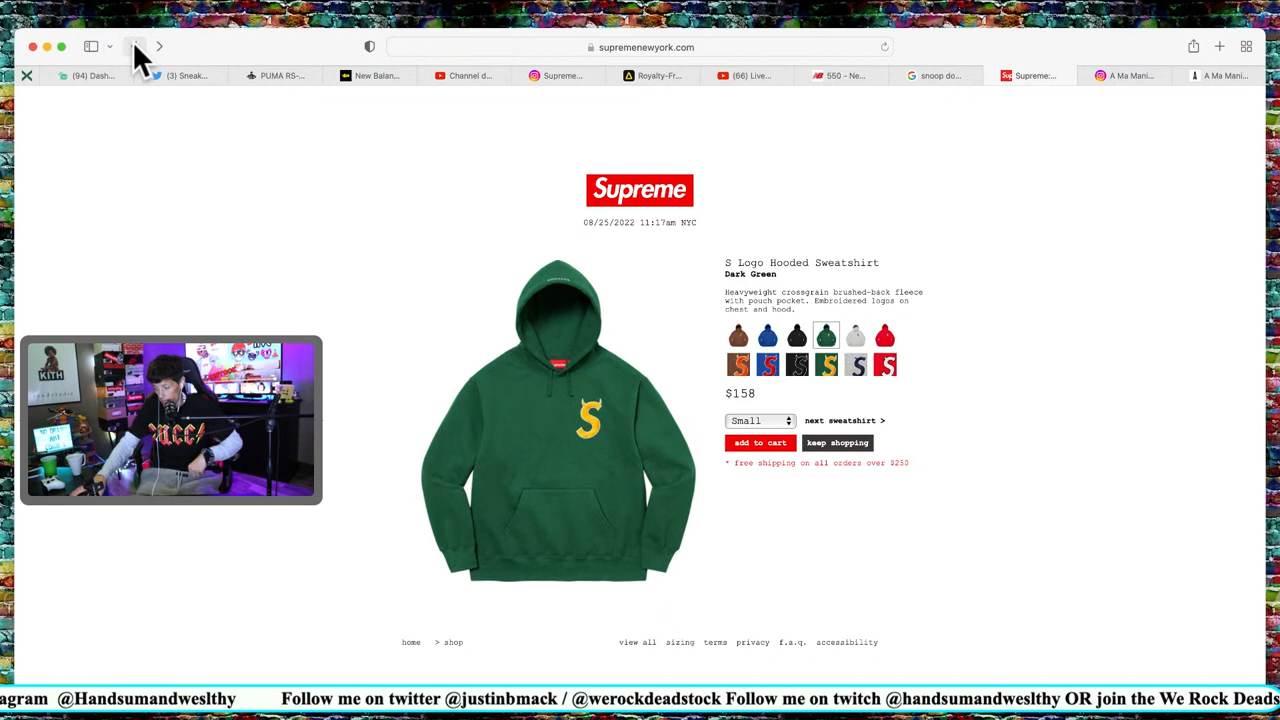 supremenewyork.com
(94) Dash...
(3) Sneak...
PUMA RS-...
New Balan...
Channel d...
Supreme...
Royalty-Fr...
(66) Live...
550 - Ne...
snoop do...
Supreme:...
A Ma Mani...
A Ma Mani...
Supreme
08/25/2022 11:17am NYC
S Logo Hooded Sweatshirt
Dark Green
Heavyweight crossgrain brushed-back fleece
with pouch pocket. Embroidered logos on
chest and hood.
$158
Small
next sweatshirt >
add to cart
keep shopping
* free shipping on all orders over $250
S
KITH
GUCCI
home > shop
view all sizing terms privacy f.a.q. accessibility
agram @Handsumandweslthy Follow me on twitter @justinbmack / @werockdeadstock Follow me on twitch @handsumandweslthy OR join the We Rock Dead